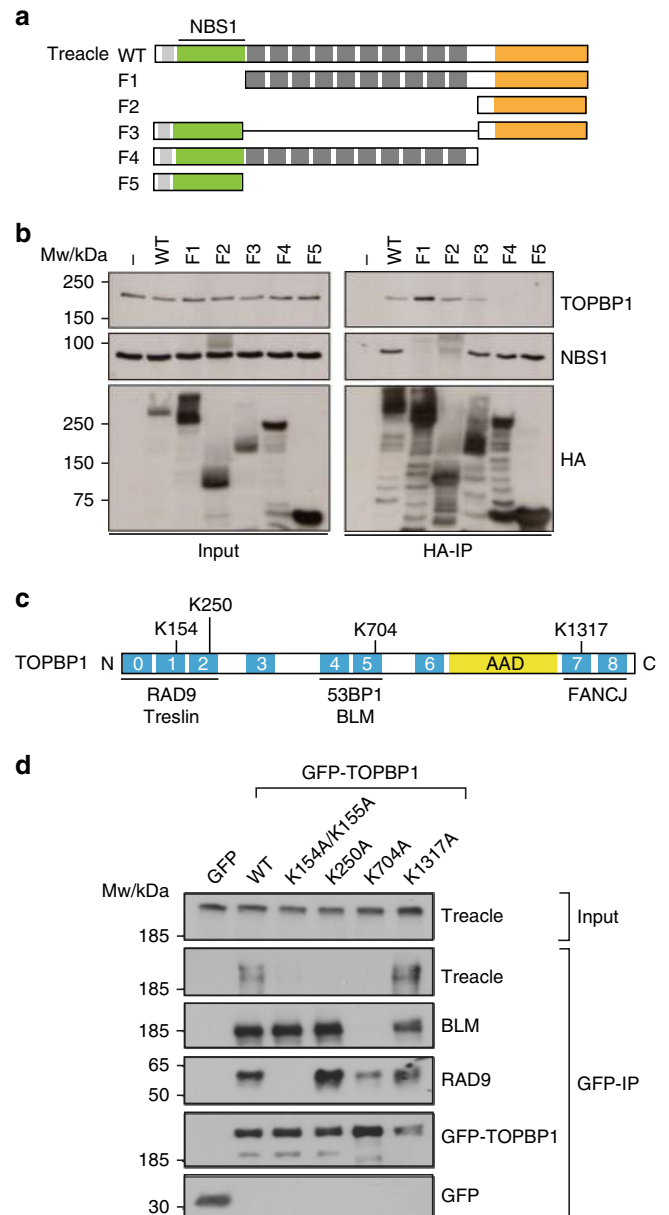 a
NBS1
Treacle WT
F1
F2
F3
F4
F5
b
Mw/kDa – WT F1 F2 F3 F4 F5 – WT F1 F2 F3 F4 F5
250
150
TOPBP1
100
NBS1
250
150
75
HA
Input HA-IP
c
K250
K154 K704 K1317
TOPBP1 N 0 1 2 3 4 5 6 AAD 7 8 C
RAD9 53BP1 FANCJ
Treslin BLM
d
GFP-TOPBP1
GFP WT K154A/K155A K250A K704A K1317A
Mw/kDa
Treacle Input
185
Treacle
185
185 BLM
65
RAD9
50
GFP-IP
GFP-TOPBP1
185
30 GFP